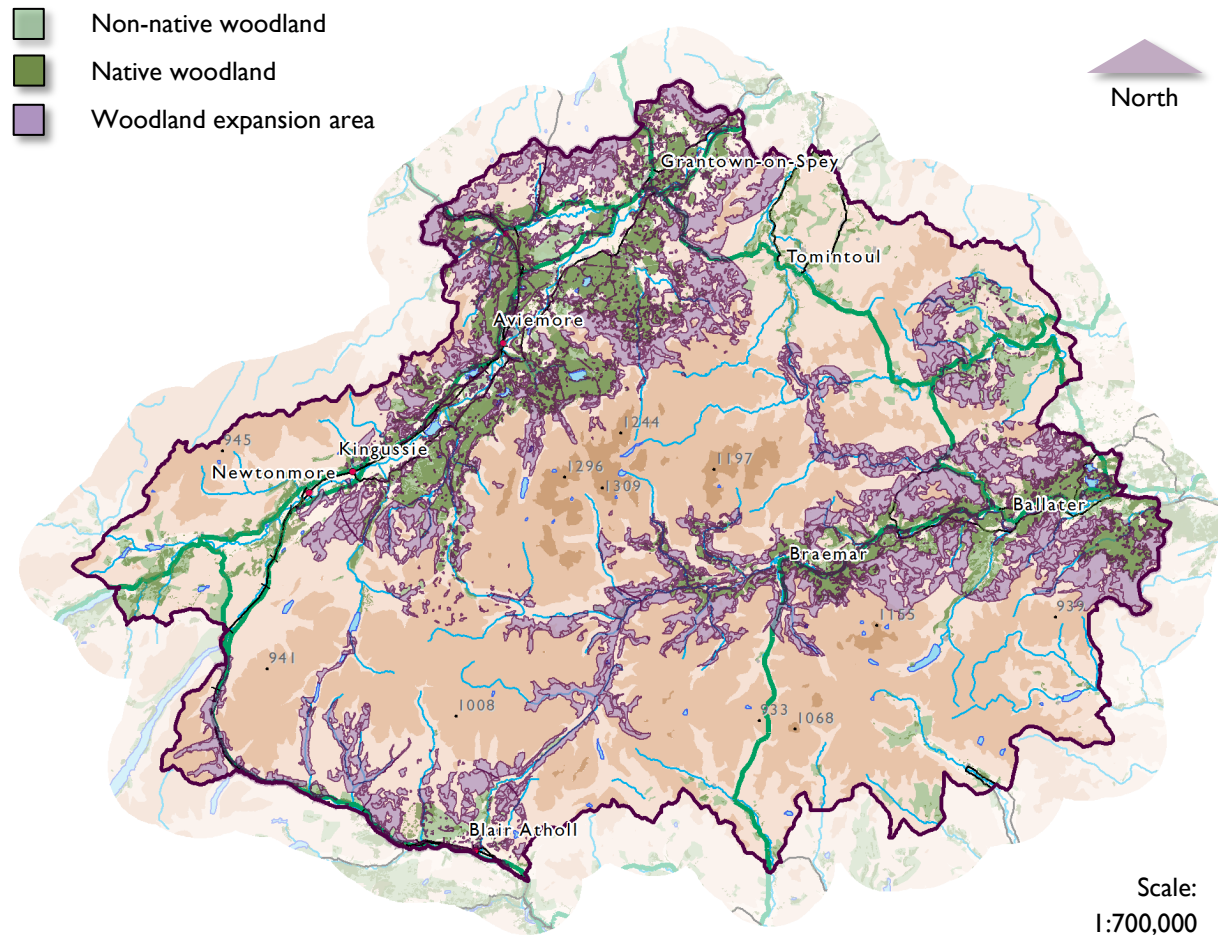 Non-native woodland
Native woodland
Woodland expansion area
North
Grantown-on-Spey
Tomintoul
Aviemore
1244
945
Kingussie
1197
Newtonmore
1296
1309
Ballater
Braemar
1155
939
941
1008
933
1068
Blair Atholl
Scale:
1:700,000